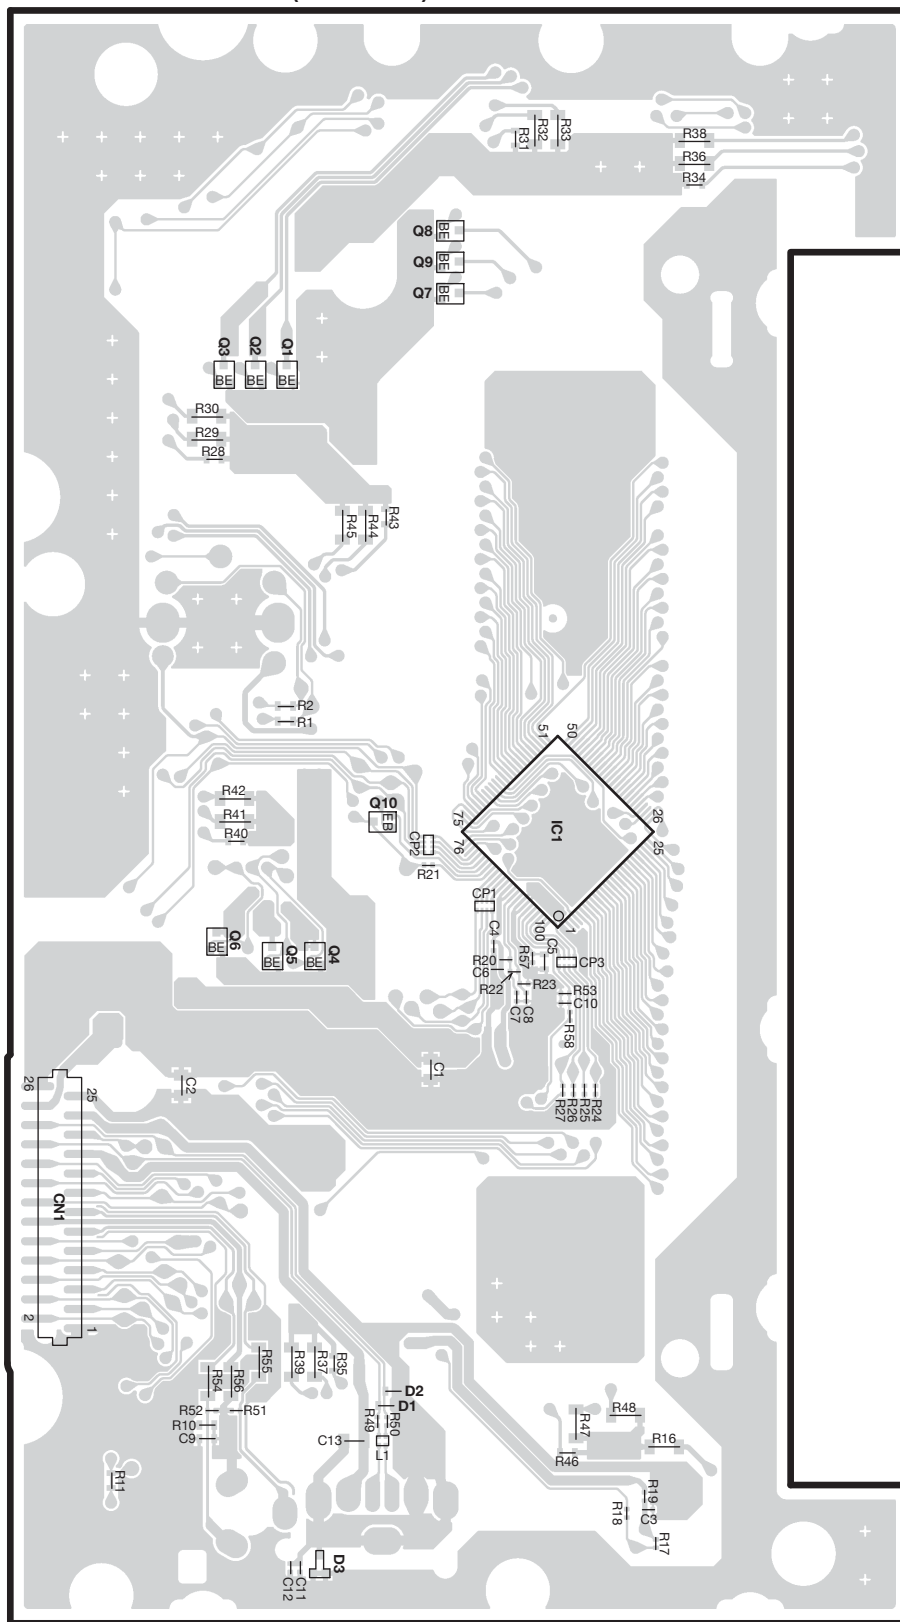 R31
R32
R33
R38
R36
R34
Q8
BE
Q9
BE
Q7
BE
Q3
Q2
Q1
BE
BE
BE
R30
R29
R28
R45
R44
R43
R2
R1
51
50
R42
R41
R40
Q10
EB
CP2
R21
75
76
IC1
26
25
CP1
100
1
Q6
BE
Q5
BE
Q4
BE
C4
R20
C6
R22
R57
C5
CP3
R23
C7
C8
R53
C10
R58
C1
C2
R27
R26
R25
R24
26
25
CN1
2
1
R54
R56
R55
R39
R37
R35
D2
D1
R52
R51
R10
C9
R49
R50
C13
L1
R47
R48
R46
R16
R11
R19
C3
R18
R17
D3
C12
C11